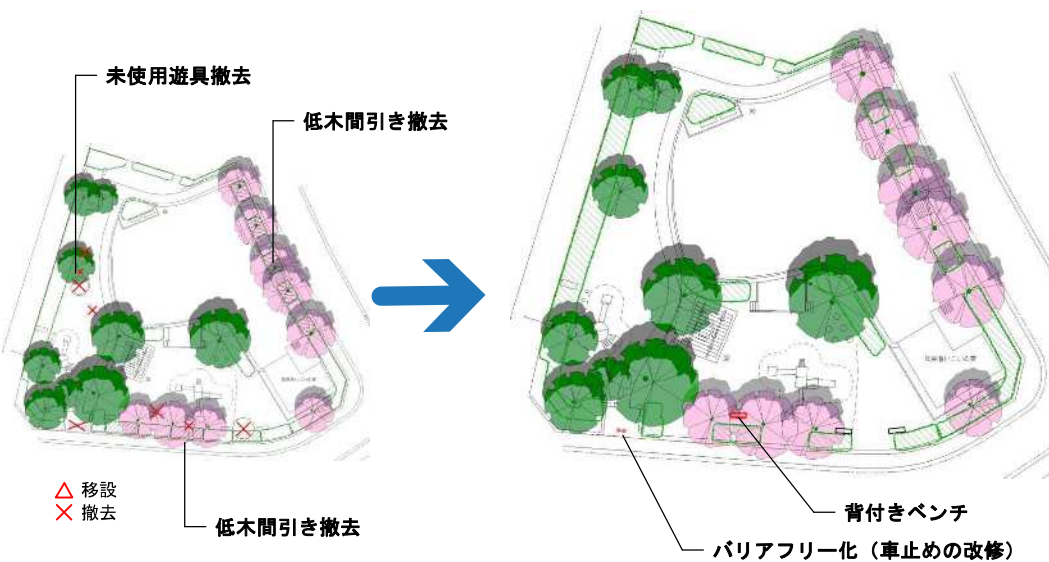 未使用遊具撤去
低木間引き撤去
移設
撤去
低木間引き撤去
背付きベンチ
バリアフリー化（車止めの改修）